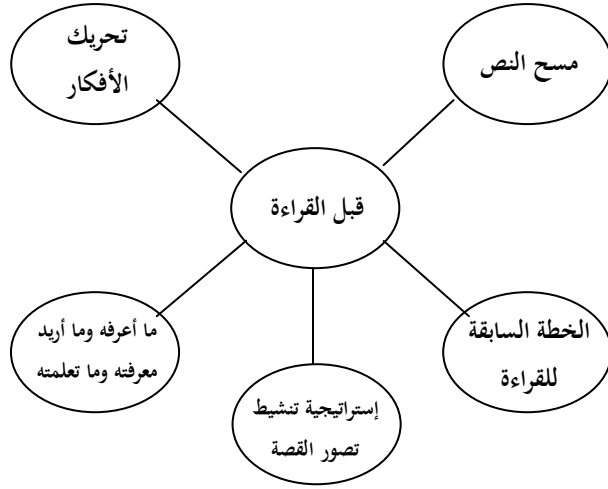 مسح النص
تحريك
الأفكار
قبل القراءة
الخطة السابقة
للقراءة
ما أعرفه وما أريد
معرفته وما تعلمته
إستراتيجية تنشيط
تصور القصة